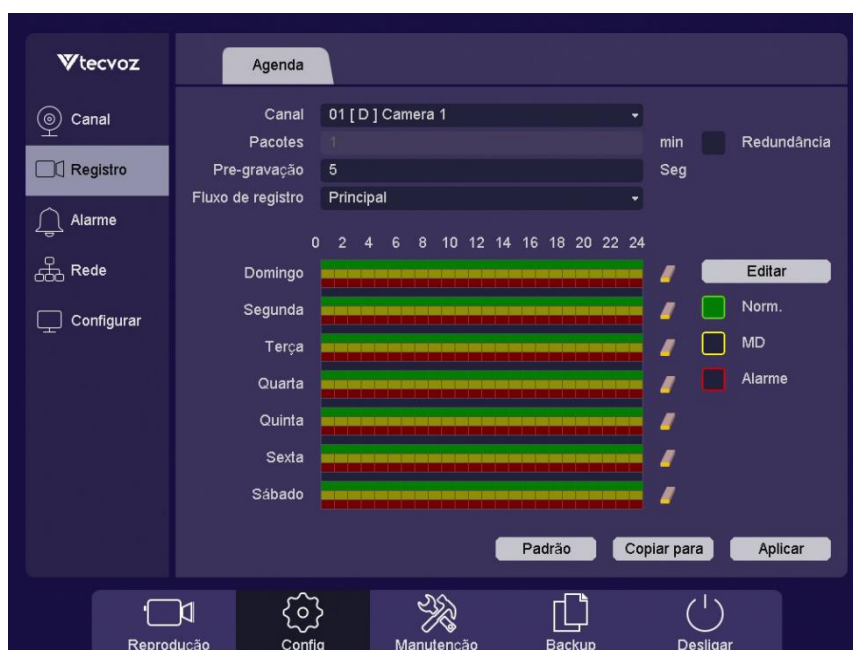 tecvoz
Agenda
Canal
Registro
Alarme
Rede
Configurar
Canal 01 [ D ] Camera 1
Pacotes 1 min Redundância
Pre-gravação 5 Seg
Fluxo de registro Principal
0 2 4 6 8 10 12 14 16 18 20 22 24
Domingo Editar
Segunda Norm.
Terça MD
Quarta Alarme
Quinta
Sexta
Sábado
Padrão Copiar para Aplicar
Reprodução Config Manutenção Backup Desligar